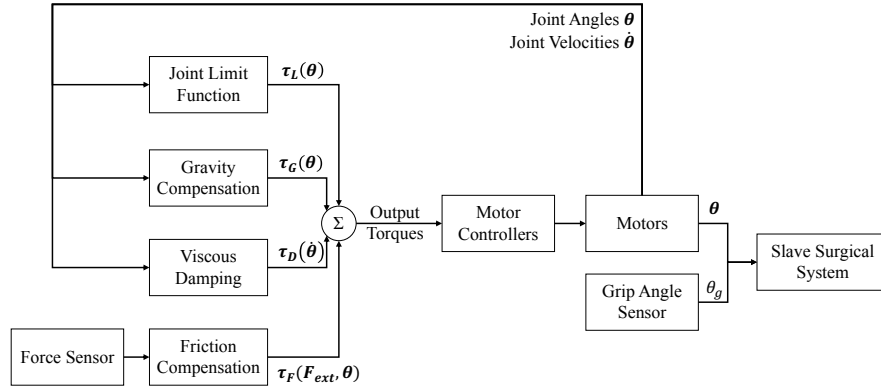 Joint Angles θ
Joint Velocities θ̇
Joint Limit
Function
τ_L(θ)
Gravity
Compensation
τ_G(θ)
Σ
Output
Torques
Motor
Controllers
Motors
θ
Viscous
Damping
τ_D(θ̇)
Grip Angle
Sensor
θ_g
Slave Surgical
System
Force Sensor
Friction
Compensation
τ_F(F_ext, θ)